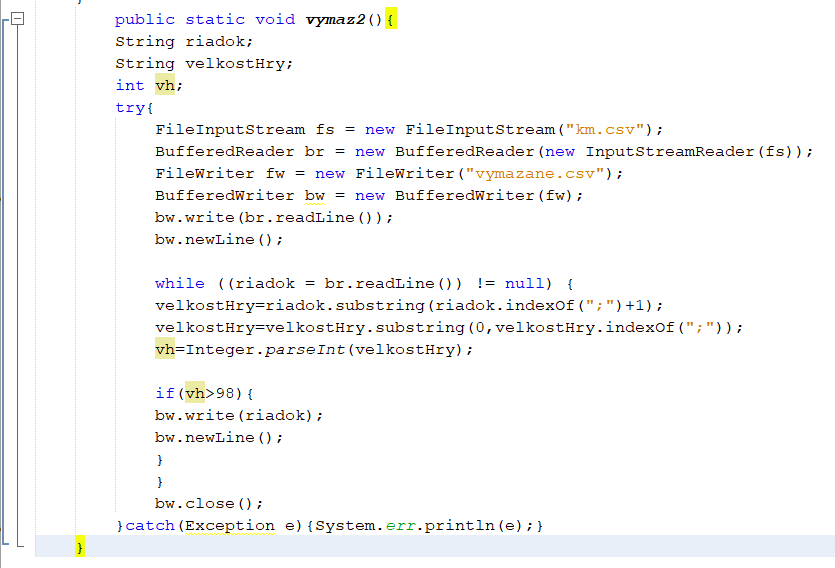 }
public static void vymaz2(){
String riadok;
String velkostHry;
int vh;
try{
FileInputStream fs = new FileInputStream("km.csv");
BufferedReader br = new BufferedReader(new InputStreamReader(fs));
FileWriter fw = new FileWriter("vymazane.csv");
BufferedWriter bw = new BufferedWriter(fw);
bw.write(br.readLine());
bw.newLine();
while ((riadok = br.readLine()) != null) {
velkostHry=riadok.substring(riadok.indexOf(";")+1);
velkostHry=velkostHry.substring(0,velkostHry.indexOf(";"));
vh=Integer.parseInt(velkostHry);
if(vh>98){
bw.write(riadok);
bw.newLine();
}
}
bw.close();
}catch(Exception e){System.err.println(e);}
}